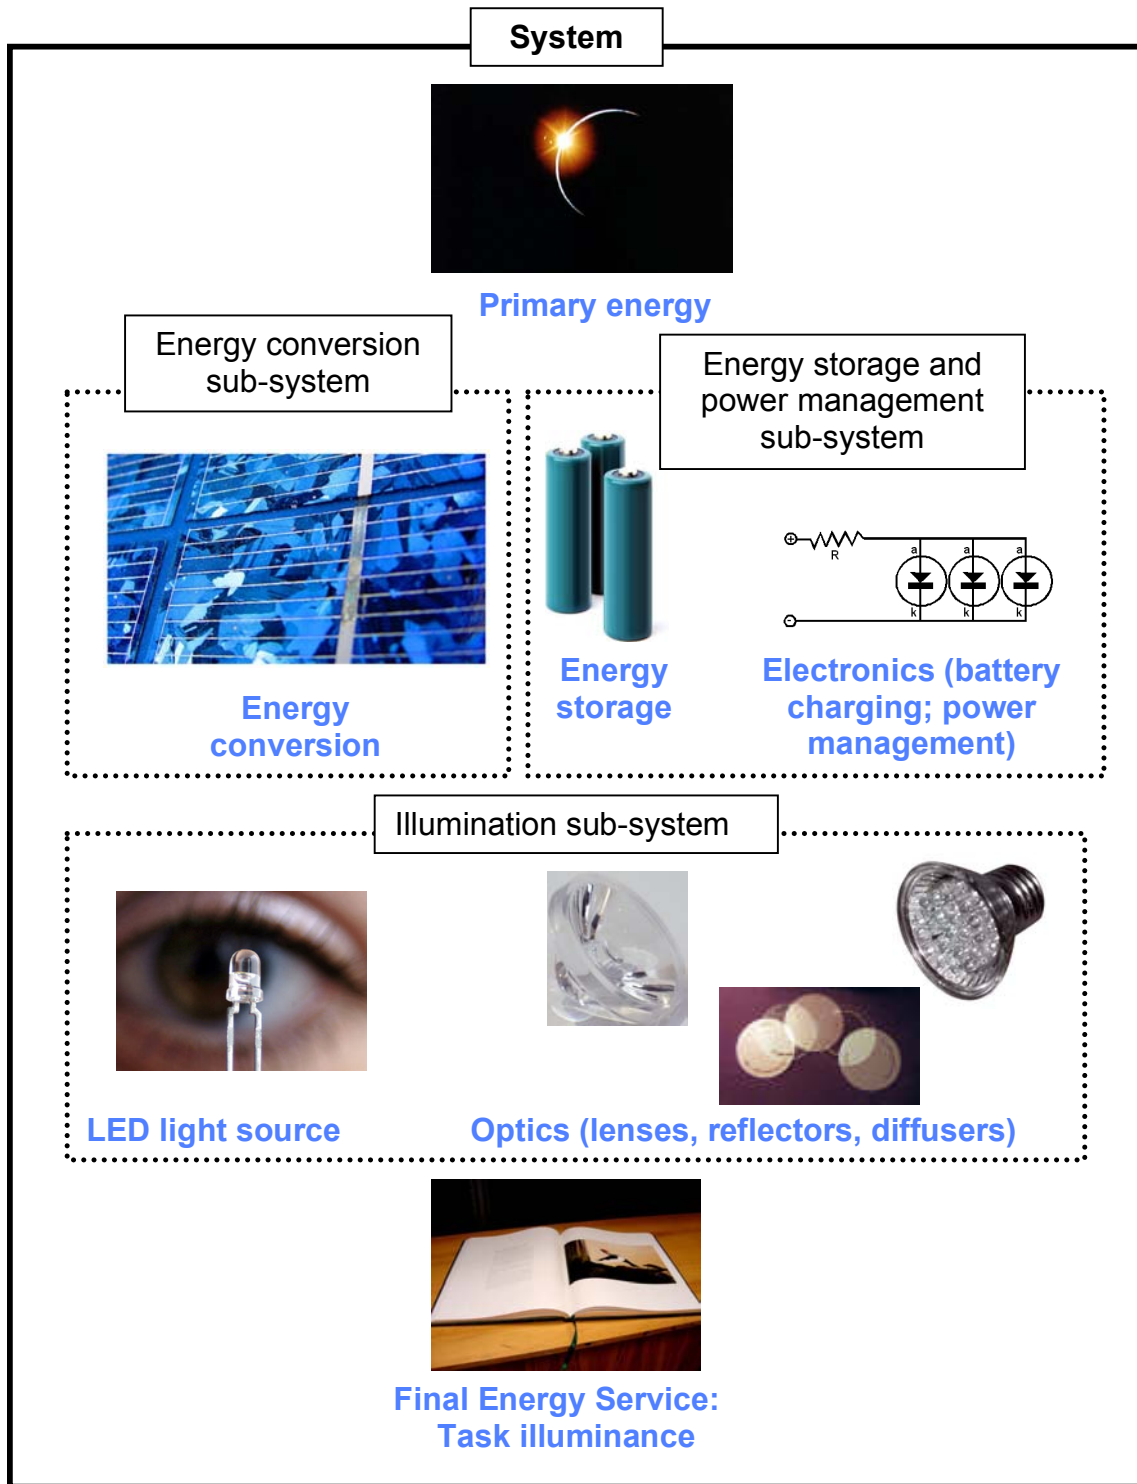 System
Primary energy
Energy conversion
sub-system
Energy storage and
power management
sub-system
R
a
a
a
k
k
k
Energy
conversion
Energy
storage
Electronics (battery
charging; power
management)
Illumination sub-system
LED light source
Optics (lenses, reflectors, diffusers)
Final Energy Service:
Task illuminance